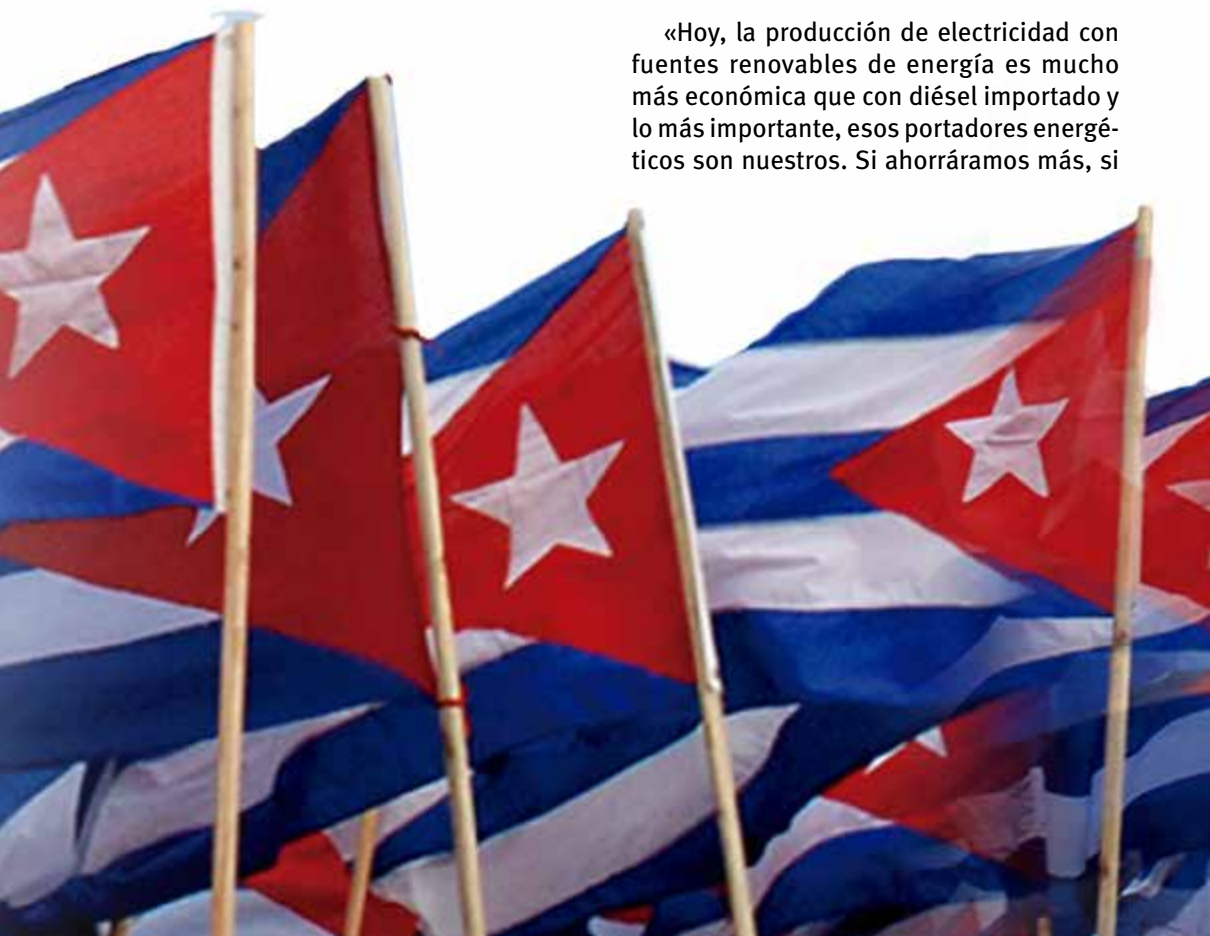 «Hoy, la producción de electricidad con
fuentes renovables de energía es mucho
más económica que con diésel importado y
lo más importante, esos portadores energé-
ticos son nuestros. Si ahorráramos más, si